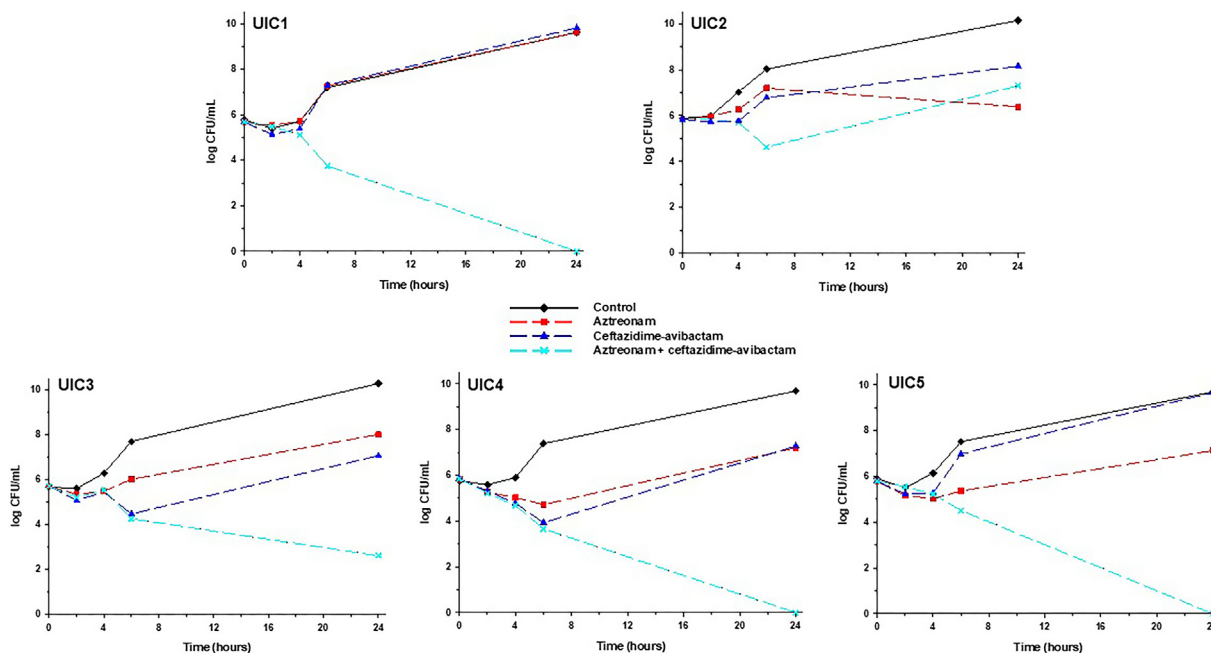 UIC1
10
8
6
4
2
0
log CFU/mL
0 4 8 12 16 20 24
Time (hours)
UIC2
10
8
6
4
2
0
log CFU/mL
0 4 8 12 16 20 24
Time (hours)
Control
Aztreonam
Ceftazidime-avibactam
Aztreonam + ceftazidime-avibactam
UIC3
10
8
6
4
2
0
log CFU/mL
0 4 8 12 16 20 24
Time (hours)
UIC4
10
8
6
4
2
0
log CFU/mL
0 4 8 12 16 20 24
Time (hours)
UIC5
10
8
6
4
2
0
log CFU/mL
0 4 8 12 16 20 24
Time (hours)